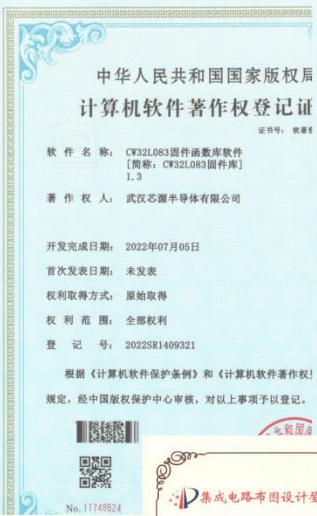 中华人民共和国国家版权局
计算机软件著作权登记证
证书号: 软著
软 件 名 称: CW32L083固件函数库软件
[简称: CW32L083固件库]
1.3
著 作 权 人: 武汉芯源半导体有限公司
开发完成日期: 2022年07月05日
首次发表日期: 未发表
权利取得方式: 原始取得
权 利 范 围: 全部权利
登 记 号: 2022SR1409321
根据《计算机软件保护条例》和《计算机软件著作权
规定, 经中国版权保护中心审核, 对以上事项予以登记。
No. 11748524
集成电路布图设计登